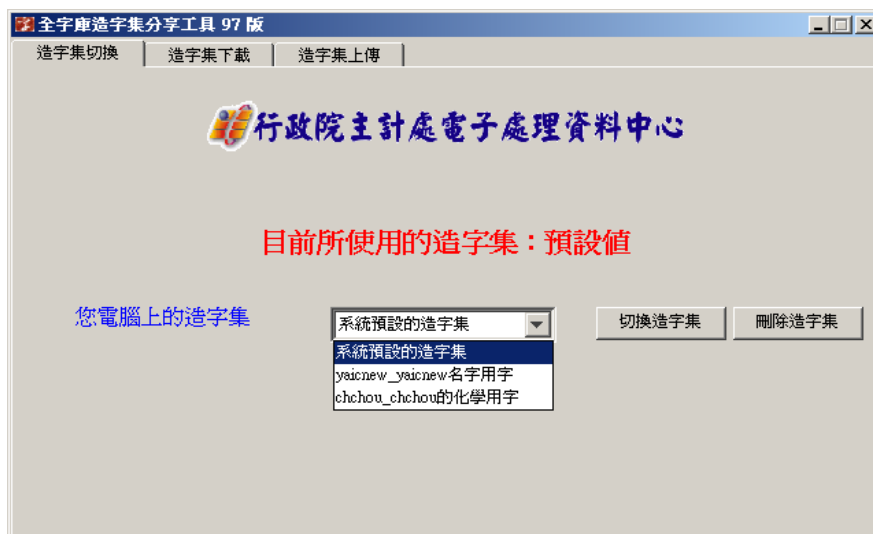 全字庫造字集分享工具 97 版
造字集切換 造字集下載 造字集上傳
行政院主計處電子處理資料中心
目前所使用的造字集：預設值
您電腦上的造字集 系統預設的造字集 切換造字集 刪除造字集
系統預設的造字集
yaicnew_yaicnew名字用字
chchou_chchou的化學用字